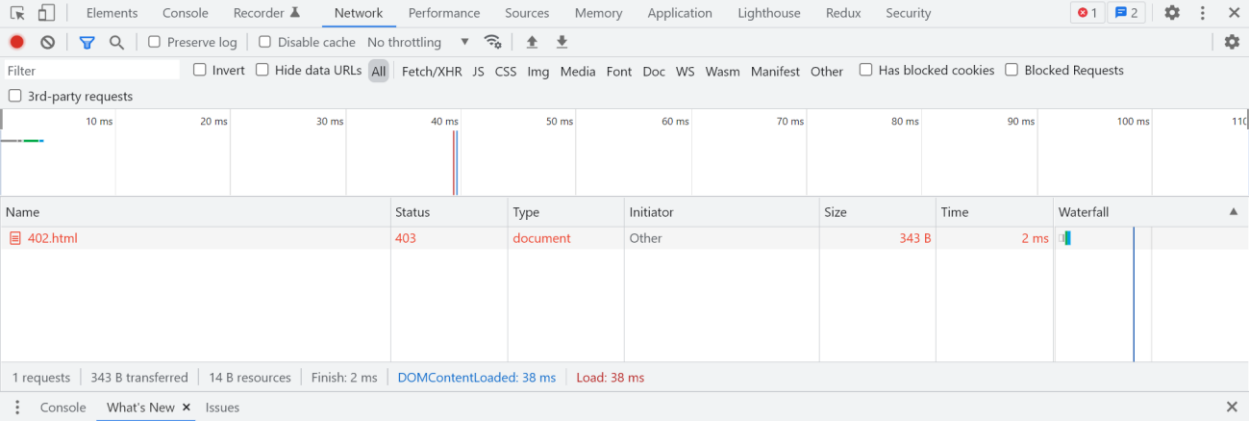 Elements Console Recorder Network Performance Sources Memory Application Lighthouse Redux Security 1 2
Preserve log Disable cache No throttling
Filter Invert Hide data URLs All Fetch/XHR JS CSS Img Media Font Doc WS Wasm Manifest Other Has blocked cookies Blocked Requests
3rd-party requests
10 ms 20 ms 30 ms 40 ms 50 ms 60 ms 70 ms 80 ms 90 ms 100 ms 110
Name Status Type Initiator Size Time Waterfall
402.html 403 document Other 343 B 2 ms
1 requests 343 B transferred 14 B resources Finish: 2 ms DOMContentLoaded: 38 ms Load: 38 ms
Console What's New Issues